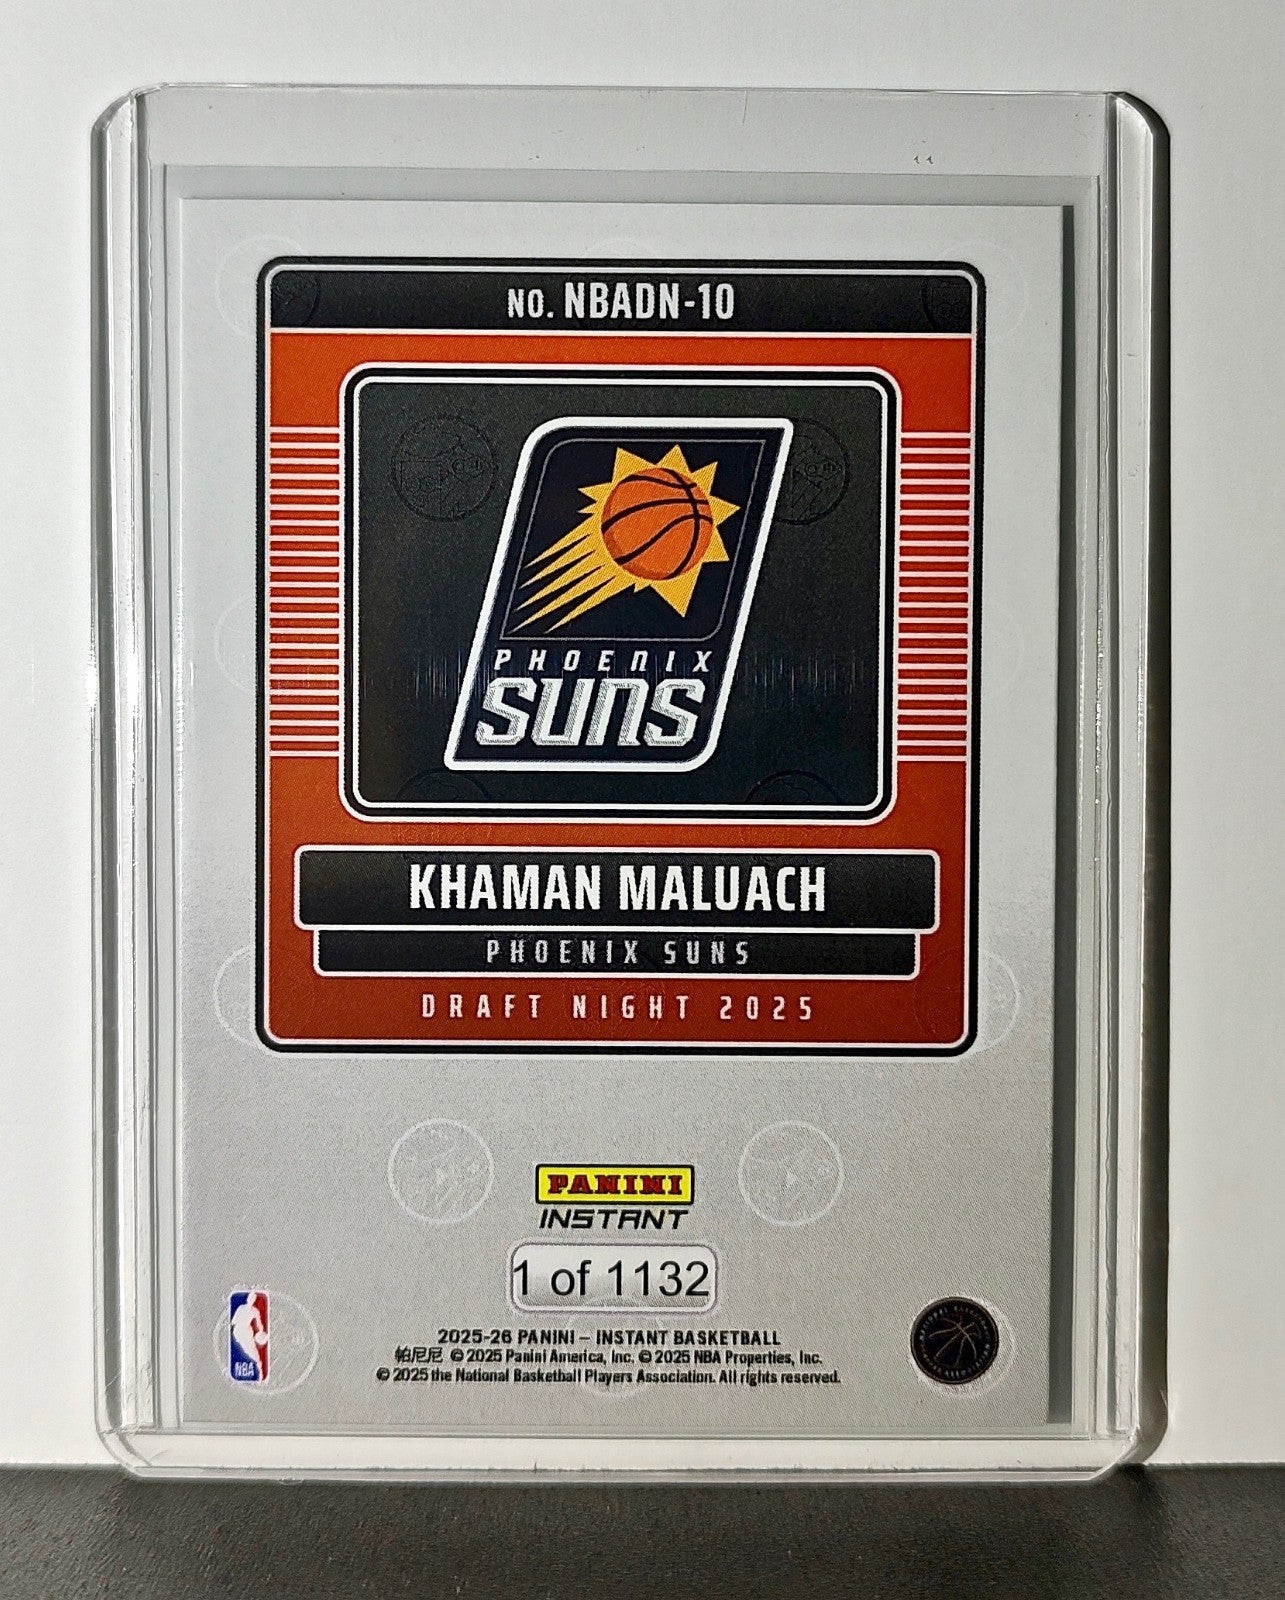 NO. NBADN-10
PHOENIX
SUNS
KHAMAN MALUACH
PHOENIX SUNS
DRAFT NIGHT 2025
PANINI
INSTANT
1 of 1132
2025-26 PANINI – INSTANT BASKETBALL
帕尼尼 © 2025 Panini America, Inc. © 2025 NBA Properties, Inc.
© 2025 the National Basketball Players Association. All rights reserved.
NBA